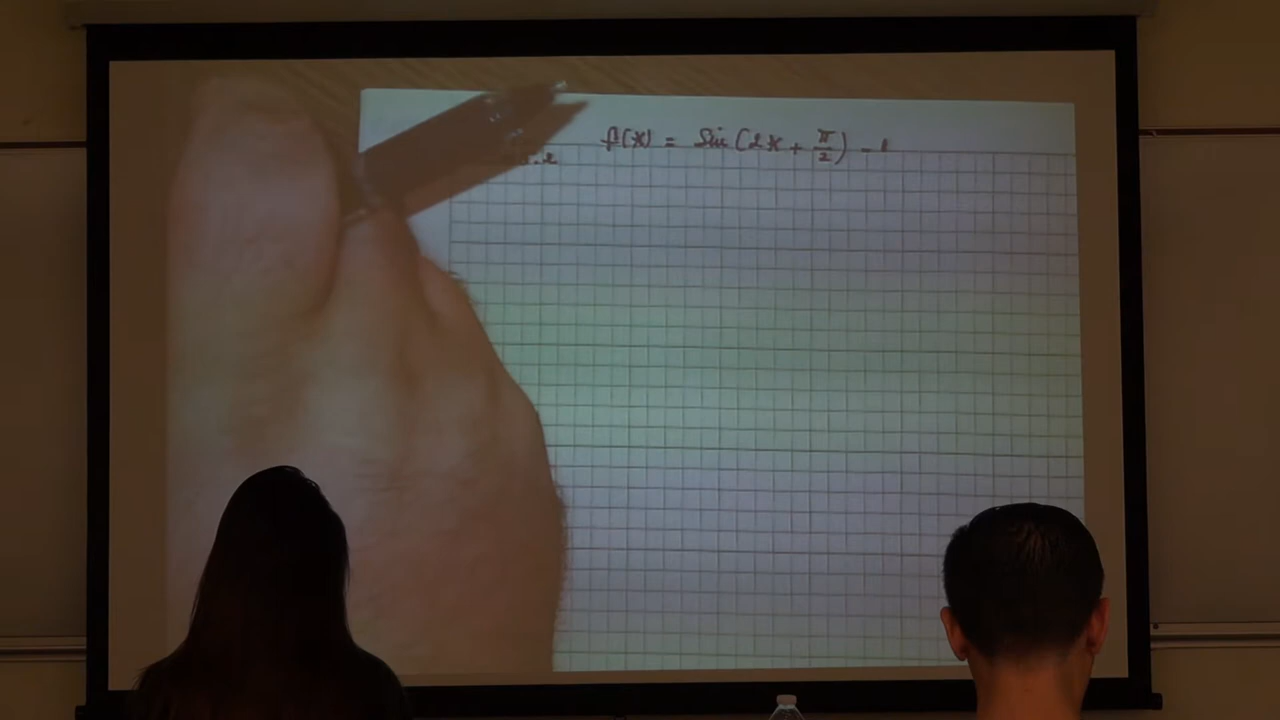 f(x) = Sin (2x + π/2) - 1